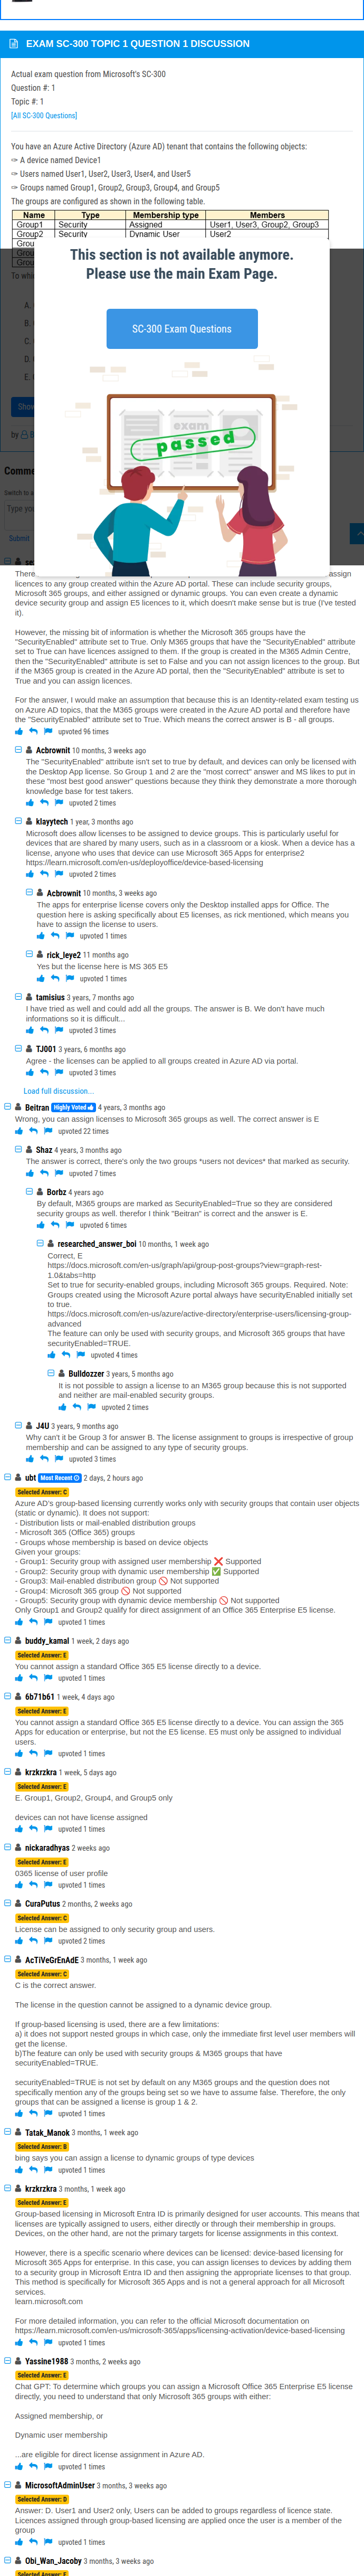 EXAM SC-300 TOPIC 1 QUESTION 1 DISCUSSION
Actual exam question from Microsoft's SC-300
Question #: 1
Topic #: 1
[All SC-300 Questions]
You have an Azure Active Directory (Azure AD) tenant that contains the following objects:
✑ A device named Device1
✑ Users named User1, User2, User3, User4, and User5
✑ Groups named Group1, Group2, Group3, Group4, and Group5
The groups are configured as shown in the following table.
Name Type Membership type Members
Group1 Security Assigned User1, User3, Group2, Group3
Group2 Security Dynamic User User2
This section is not available anymore.
Please use the main Exam Page.
SC-300 Exam Questions
exam
passed
by
Submit
assign
licences to any group created within the Azure AD portal. These can include security groups,
Microsoft 365 groups, and either assigned or dynamic groups. You can even create a dynamic
device security group and assign E5 licences to it, which doesn't make sense but is true (I've tested
it).
However, the missing bit of information is whether the Microsoft 365 groups have the
"SecurityEnabled" attribute set to True. Only M365 groups that have the "SecurityEnabled" attribute
set to True can have licences assigned to them. If the group is created in the M365 Admin Centre,
then the "SecurityEnabled" attribute is set to False and you can not assign licences to the group. But
if the M365 group is created in the Azure AD portal, then the "SecurityEnabled" attribute is set to
True and you can assign licences.
For the answer, I would make an assumption that because this is an Identity-related exam testing us
on Azure AD topics, that the M365 groups were created in the Azure AD portal and therefore have
the "SecurityEnabled" attribute set to True. Which means the correct answer is B - all groups.
upvoted 96 times
Acbrownit 10 months, 3 weeks ago
The "SecurityEnabled" attribute isn't set to true by default, and devices can only be licensed with
the Desktop App license. So Group 1 and 2 are the "most correct" answer and MS likes to put in
these "most best good answer" questions because they think they demonstrate a more thorough
knowledge base for test takers.
upvoted 2 times
klayytech 1 year, 3 months ago
Microsoft does allow licenses to be assigned to device groups. This is particularly useful for
devices that are shared by many users, such as in a classroom or a kiosk. When a device has a
license, anyone who uses that device can use Microsoft 365 Apps for enterprise2
https://learn.microsoft.com/en-us/deployoffice/device-based-licensing
upvoted 2 times
Acbrownit 10 months, 3 weeks ago
The apps for enterprise license covers only the Desktop installed apps for Office. The
question here is asking specifically about E5 licenses, as rick mentioned, which means you
have to assign the license to users.
upvoted 1 times
rick_leye2 11 months ago
Yes but the license here is MS 365 E5
upvoted 1 times
tamisius 3 years, 7 months ago
I have tried as well and could add all the groups. The answer is B. We don't have much
informations so it is difficult...
upvoted 3 times
TJ001 3 years, 6 months ago
Agree - the licenses can be applied to all groups created in Azure AD via portal.
upvoted 3 times
Load full discussion...
Beitran Highly Voted 4 years, 3 months ago
Wrong, you can assign licenses to Microsoft 365 groups as well. The correct answer is E
upvoted 22 times
Shaz 4 years, 3 months ago
The answer is correct, there's only the two groups *users not devices* that marked as security.
upvoted 7 times
Borbz 4 years ago
By default, M365 groups are marked as SecurityEnabled=True so they are considered
security groups as well. therefor I think "Beitran" is correct and the answer is E.
upvoted 6 times
researched_answer_boi 10 months, 1 week ago
Correct, E
https://docs.microsoft.com/en-us/graph/api/group-post-groups?view=graph-rest-
1.0&tabs=http
Set to true for security-enabled groups, including Microsoft 365 groups. Required. Note:
Groups created using the Microsoft Azure portal always have securityEnabled initially set
to true.
https://docs.microsoft.com/en-us/azure/active-directory/enterprise-users/licensing-group-
advanced
The feature can only be used with security groups, and Microsoft 365 groups that have
securityEnabled=TRUE.
upvoted 4 times
Bulldozzer 3 years, 5 months ago
It is not possible to assign a license to an M365 group because this is not supported
and neither are mail-enabled security groups.
upvoted 2 times
J4U 3 years, 9 months ago
Why can't it be Group 3 for answer B. The license assignment to groups is irrespective of group
membership and can be assigned to any type of security groups.
upvoted 3 times
ubt Most Recent 2 days, 2 hours ago
Selected Answer: C
Azure AD's group-based licensing currently works only with security groups that contain user objects
(static or dynamic). It does not support:
- Distribution lists or mail-enabled distribution groups
- Microsoft 365 (Office 365) groups
- Groups whose membership is based on device objects
Given your groups:
- Group1: Security group with assigned user membership ❌ Supported
- Group2: Security group with dynamic user membership ✅ Supported
- Group3: Mail-enabled distribution group 🚫 Not supported
- Group4: Microsoft 365 group 🚫 Not supported
- Group5: Security group with dynamic device membership 🚫 Not supported
Only Group1 and Group2 qualify for direct assignment of an Office 365 Enterprise E5 license.
upvoted 1 times
buddy_kamal 1 week, 2 days ago
Selected Answer: E
You cannot assign a standard Office 365 E5 license directly to a device.
upvoted 1 times
6b71b61 1 week, 4 days ago
Selected Answer: E
You cannot assign a standard Office 365 E5 license directly to a device. You can assign the 365
Apps for education or enterprise, but not the E5 license. E5 must only be assigned to individual
users.
upvoted 1 times
krzkrzkra 1 week, 5 days ago
Selected Answer: E
E. Group1, Group2, Group4, and Group5 only
devices can not have license assigned
upvoted 1 times
nickaradhyas 2 weeks ago
Selected Answer: E
0365 license of user profile
upvoted 1 times
CuraPutus 2 months, 2 weeks ago
Selected Answer: C
License can be assigned to only security group and users.
upvoted 2 times
AcTiVeGrEnAdE 3 months, 1 week ago
Selected Answer: C
C is the correct answer.
The license in the question cannot be assigned to a dynamic device group.
If group-based licensing is used, there are a few limitations:
a) it does not support nested groups in which case, only the immediate first level user members will
get the license.
b)The feature can only be used with security groups & M365 groups that have
securityEnabled=TRUE.
securityEnabled=TRUE is not set by default on any M365 groups and the question does not
specifically mention any of the groups being set so we have to assume false. Therefore, the only
groups that can be assigned a license is group 1 & 2.
upvoted 1 times
Tatak_Manok 3 months, 1 week ago
Selected Answer: B
bing says you can assign a license to dynamic groups of type devices
upvoted 1 times
krzkrzkra 3 months, 1 week ago
Selected Answer: E
Group-based licensing in Microsoft Entra ID is primarily designed for user accounts. This means that
licenses are typically assigned to users, either directly or through their membership in groups.
Devices, on the other hand, are not the primary targets for license assignments in this context.
However, there is a specific scenario where devices can be licensed: device-based licensing for
Microsoft 365 Apps for enterprise. In this case, you can assign licenses to devices by adding them
to a security group in Microsoft Entra ID and then assigning the appropriate licenses to that group.
This method is specifically for Microsoft 365 Apps and is not a general approach for all Microsoft
services.
learn.microsoft.com
For more detailed information, you can refer to the official Microsoft documentation on
https://learn.microsoft.com/en-us/microsoft-365/apps/licensing-activation/device-based-licensing
upvoted 1 times
Yassine1988 3 months, 2 weeks ago
Selected Answer: E
Chat GPT: To determine which groups you can assign a Microsoft Office 365 Enterprise E5 license
directly, you need to understand that only Microsoft 365 groups with either:
Assigned membership, or
Dynamic user membership
...are eligible for direct license assignment in Azure AD.
upvoted 1 times
MicrosoftAdminUser 3 months, 3 weeks ago
Selected Answer: D
Answer: D. User1 and User2 only, Users can be added to groups regardless of licence state.
Licences assigned through group-based licensing are applied once the user is a member of the
group
upvoted 1 times
Obi_Wan_Jacoby 3 months, 3 weeks ago
Selected Answer: E